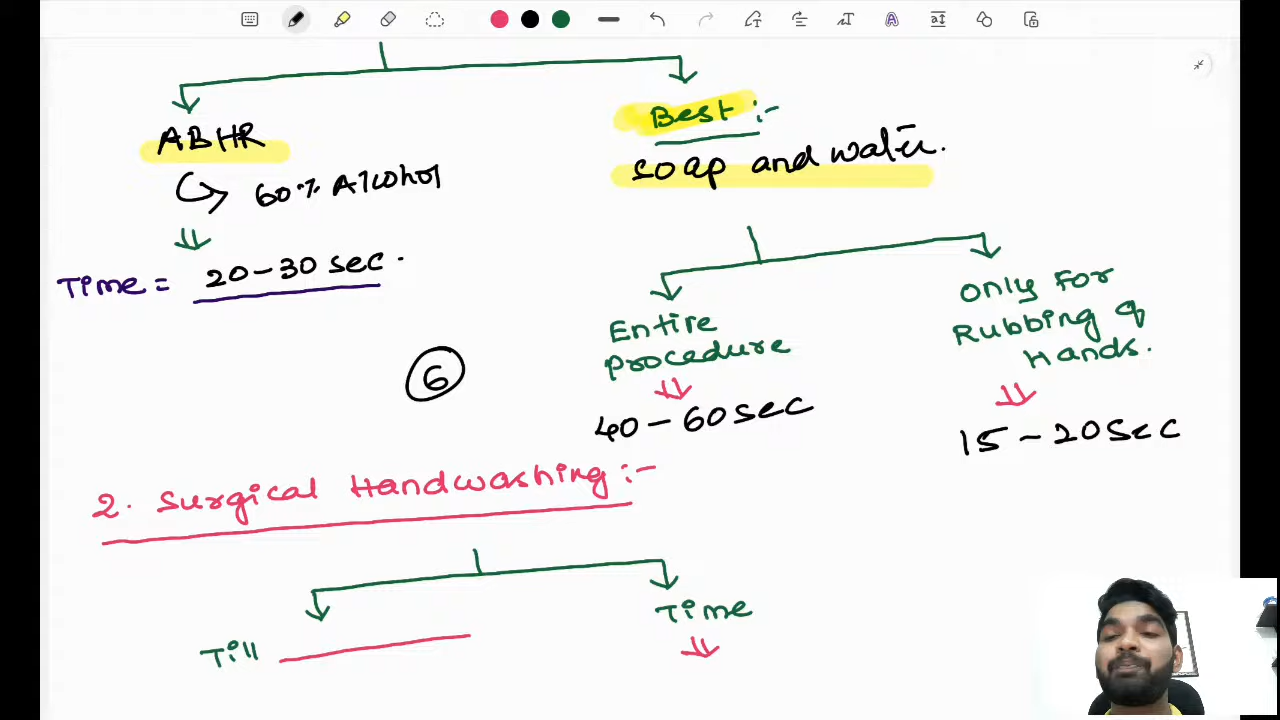 ABHR
60% Alcohol
Time = 20-30 sec.
Best :-
soap and water.
Entire
procedure
40-60 sec
Only for
Rubbing of
Hands.
15-20 sec
6
2. Surgical Handwashing :-
Till
Time